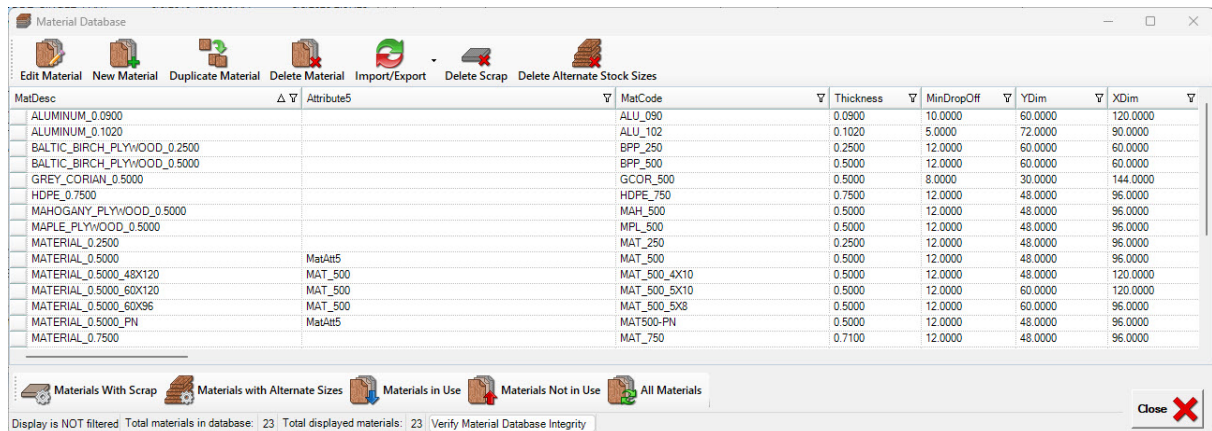 Material Database
Edit Material New Material Duplicate Material Delete Material Import/Export Delete Scrap Delete Alternate Stock Sizes
MatDesc Attribute5 MatCode Thickness MinDropOff YDim XDim
ALUMINUM_0.0900 ALU_090 0.0900 10.0000 60.0000 120.0000
ALUMINUM_0.1020 ALU_102 0.1020 5.0000 72.0000 90.0000
BALTIC_BIRCH_PLYWOOD_0.2500 BPP_250 0.2500 12.0000 60.0000 60.0000
BALTIC_BIRCH_PLYWOOD_0.5000 BPP_500 0.5000 12.0000 60.0000 60.0000
GREY_CORIAN_0.5000 GCOR_500 0.5000 8.0000 30.0000 144.0000
HDPE_0.7500 HDPE_750 0.7500 12.0000 48.0000 96.0000
MAHOGANY_PLYWOOD_0.5000 MAH_500 0.5000 12.0000 48.0000 96.0000
MAPLE_PLYWOOD_0.5000 MPL_500 0.5000 12.0000 48.0000 96.0000
MATERIAL_0.2500 MAT_250 0.2500 12.0000 48.0000 96.0000
MATERIAL_0.5000 MatAtt5 MAT_500 0.5000 12.0000 48.0000 96.0000
MATERIAL_0.5000_48X120 MAT_500 MAT_500_4X10 0.5000 12.0000 48.0000 120.0000
MATERIAL_0.5000_60X120 MAT_500 MAT_500_5X10 0.5000 12.0000 60.0000 120.0000
MATERIAL_0.5000_60X96 MAT_500 MAT_500_5X8 0.5000 12.0000 60.0000 96.0000
MATERIAL_0.5000_PN MatAtt5 MAT500-PN 0.5000 12.0000 48.0000 96.0000
MATERIAL_0.7500 MAT_750 0.7100 12.0000 48.0000 96.0000
Materials With Scrap Materials with Alternate Sizes Materials in Use Materials Not in Use All Materials
Close
Display is NOT filtered Total materials in database: 23 Total displayed materials: 23 Verify Material Database Integrity